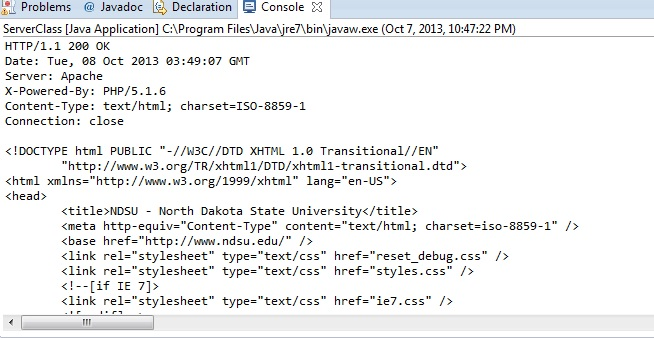 Problems @ Javadoc Declaration Console
ServerClass [Java Application] C:\Program Files\Java\jre7\bin\javaw.exe (Oct 7, 2013, 10:47:22 PM)
HTTP/1.1 200 OK
Date: Tue, 08 Oct 2013 03:49:07 GMT
Server: Apache
X-Powered-By: PHP/5.1.6
Content-Type: text/html; charset=ISO-8859-1
Connection: close
<!DOCTYPE html PUBLIC "-//W3C//DTD XHTML 1.0 Transitional//EN"
"http://www.w3.org/TR/xhtml1/DTD/xhtml1-transitional.dtd">
<html xmlns="http://www.w3.org/1999/xhtml" lang="en-US">
<head>
<title>NDSU - North Dakota State University</title>
<meta http-equiv="Content-Type" content="text/html; charset=iso-8859-1" />
<base href="http://www.ndsu.edu/" />
<link rel="stylesheet" type="text/css" href="reset_debug.css" />
<link rel="stylesheet" type="text/css" href="styles.css" />
<!--[if IE 7]>
<link rel="stylesheet" type="text/css" href="ie7.css" />